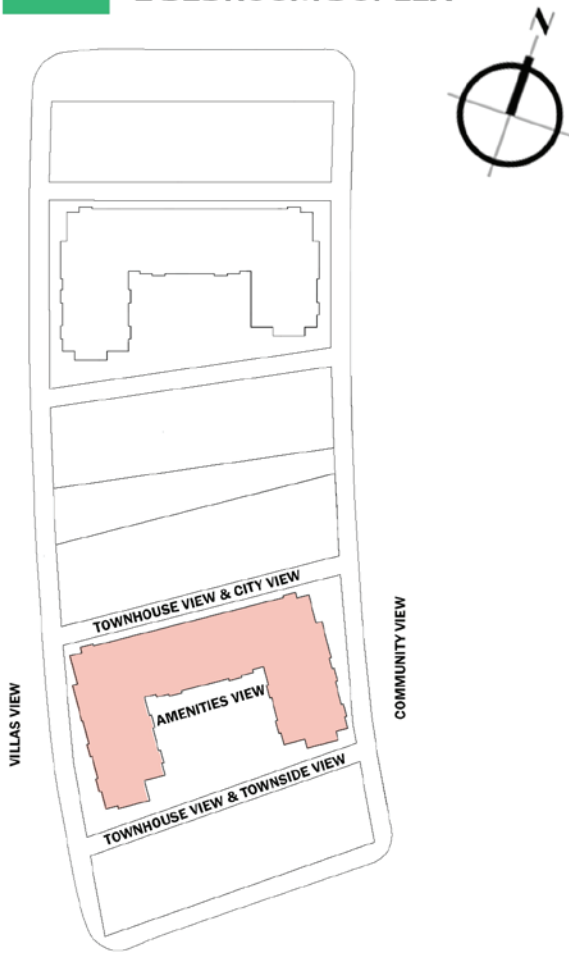 N
TOWNHOUSE VIEW & CITY VIEW
COMMUNITY VIEW
VILLAS VIEW
AMENITIES VIEW
TOWNHOUSE VIEW & TOWNSIDE VIEW